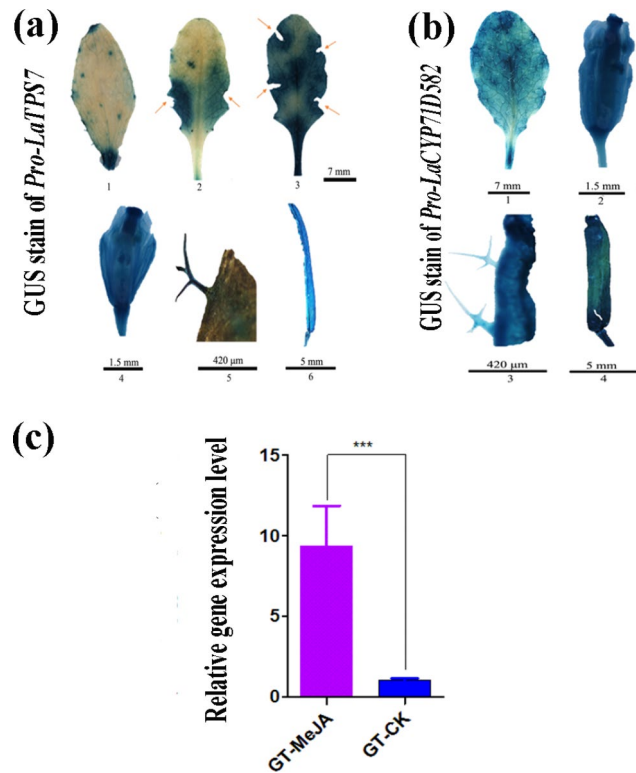 (a)
GUS stain of Pro-LaTPS7
1
2
3
7 mm
1.5 mm
4
420 µm
5
5 mm
6
(b)
GUS stain of Pro-LaCYP71D582
7 mm
1
1.5 mm
2
420 µm
3
5 mm
4
(c)
Relative gene expression level
15
10
5
0
***
GT-MeJA
GT-CK